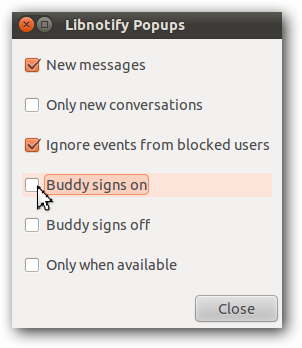 Libnotify Popups
New messages
Only new conversations
Ignore events from blocked users
Buddy signs on
Buddy signs off
Only when available
Close